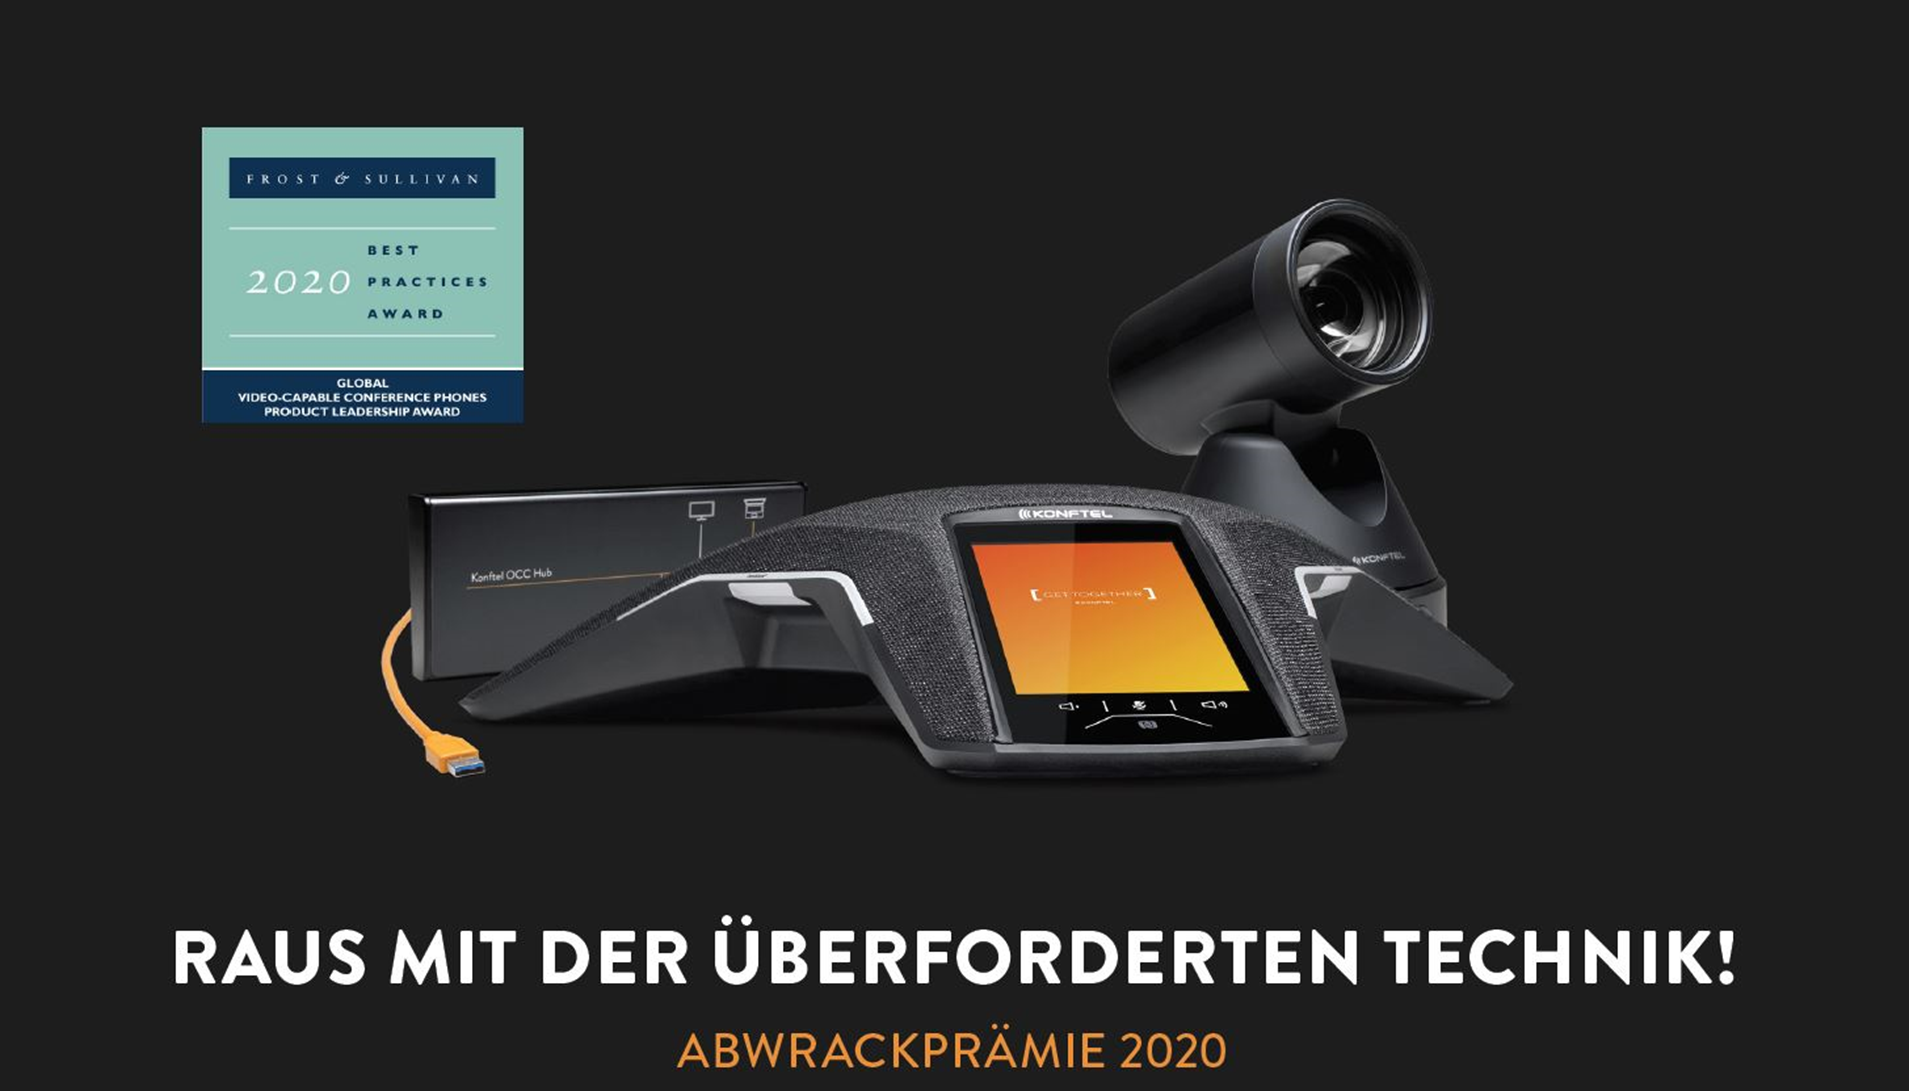 FROST & SULLIVAN
2020
BEST
PRACTICES
AWARD
GLOBAL
VIDEO-CAPABLE CONFERENCE PHONES
PRODUCT LEADERSHIP AWARD
Konftel OCC Hub
KONFTEL
[GET TOGETHER]
KONFTEL
KONFTEL
RAUS MIT DER ÜBERFORDERTEN TECHNIK!
ABWRACKPRÄMIE 2020